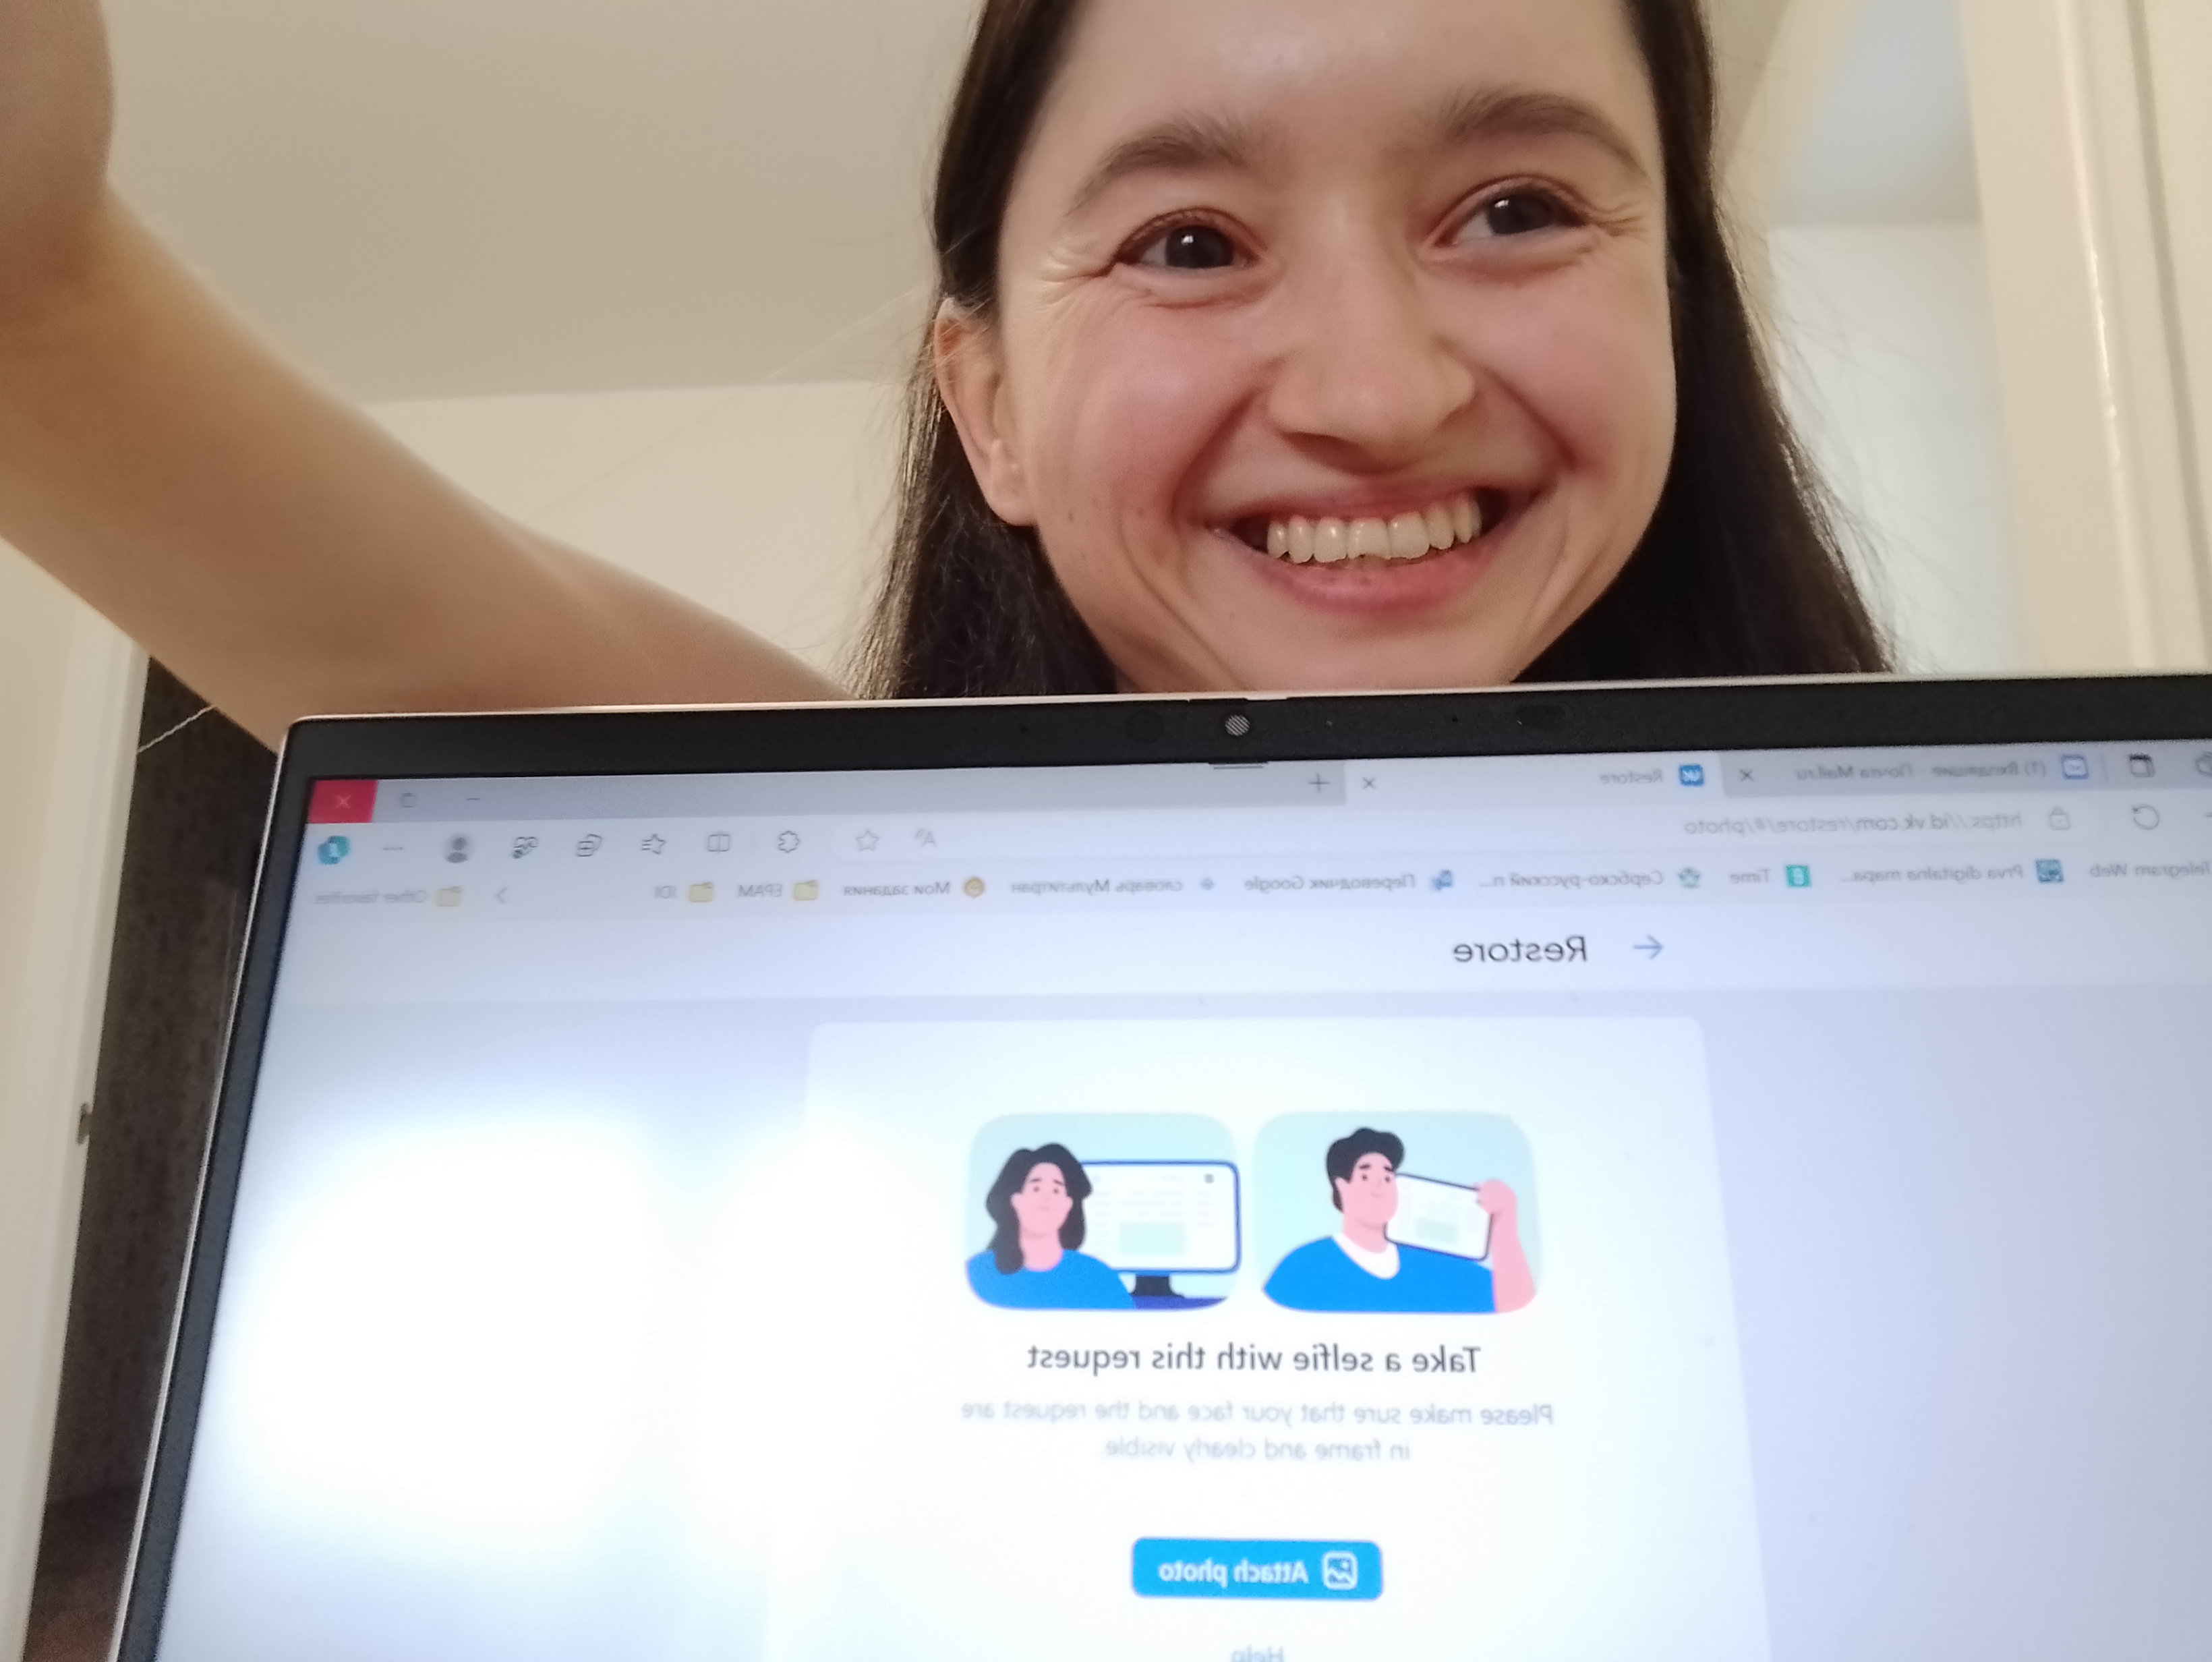 (1) Входящие - Почта Mail.ru
Restore
https://id.vk.com/restore/#/photo
Telegram Web
Prva digitalna mapa...
Time
Сербско-русский п...
Переводчик Google
словарь Мультитран
Мои задания
EPAM
IDI
Other favorites
Restore
Take a selfie with this request
Please make sure that your face and the request are
in frame and clearly visible.
Attach photo
Help